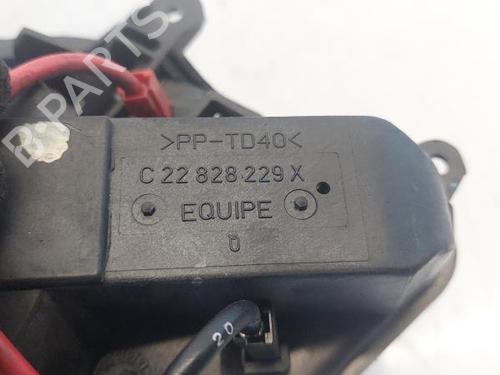 B-PARTS
>PP-TD40<
C 22 828 229 X
EQUIPE
0
20